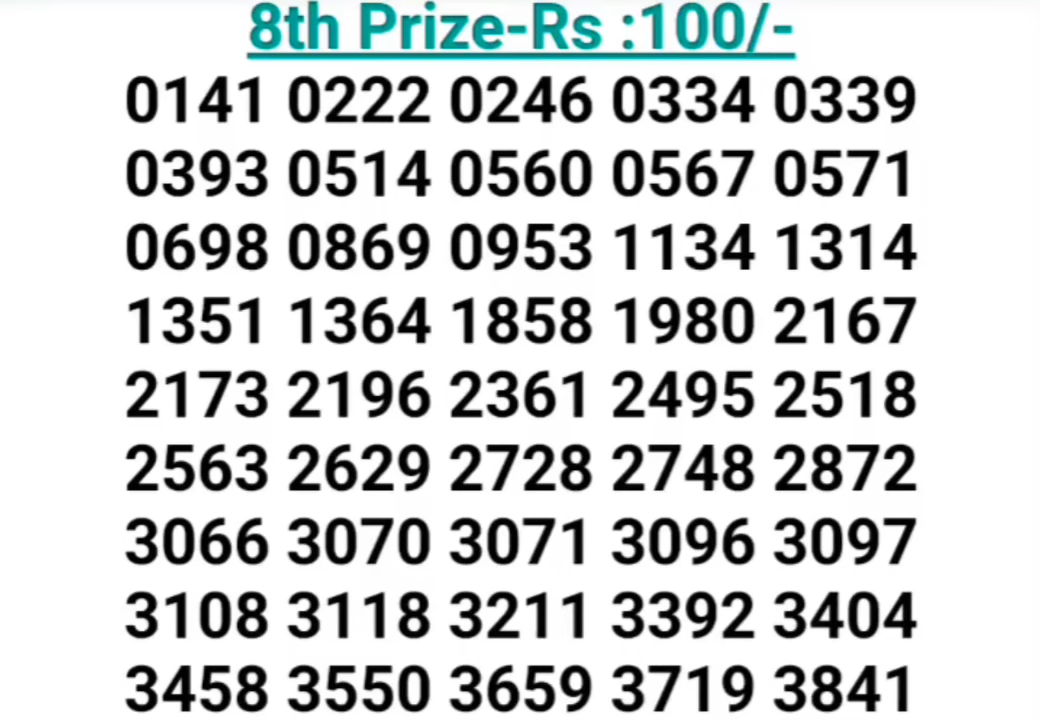 8th Prize-Rs :100/-
0141 0222 0246 0334 0339
0393 0514 0560 0567 0571
0698 0869 0953 1134 1314
1351 1364 1858 1980 2167
2173 2196 2361 2495 2518
2563 2629 2728 2748 2872
3066 3070 3071 3096 3097
3108 3118 3211 3392 3404
3458 3550 3659 3719 3841